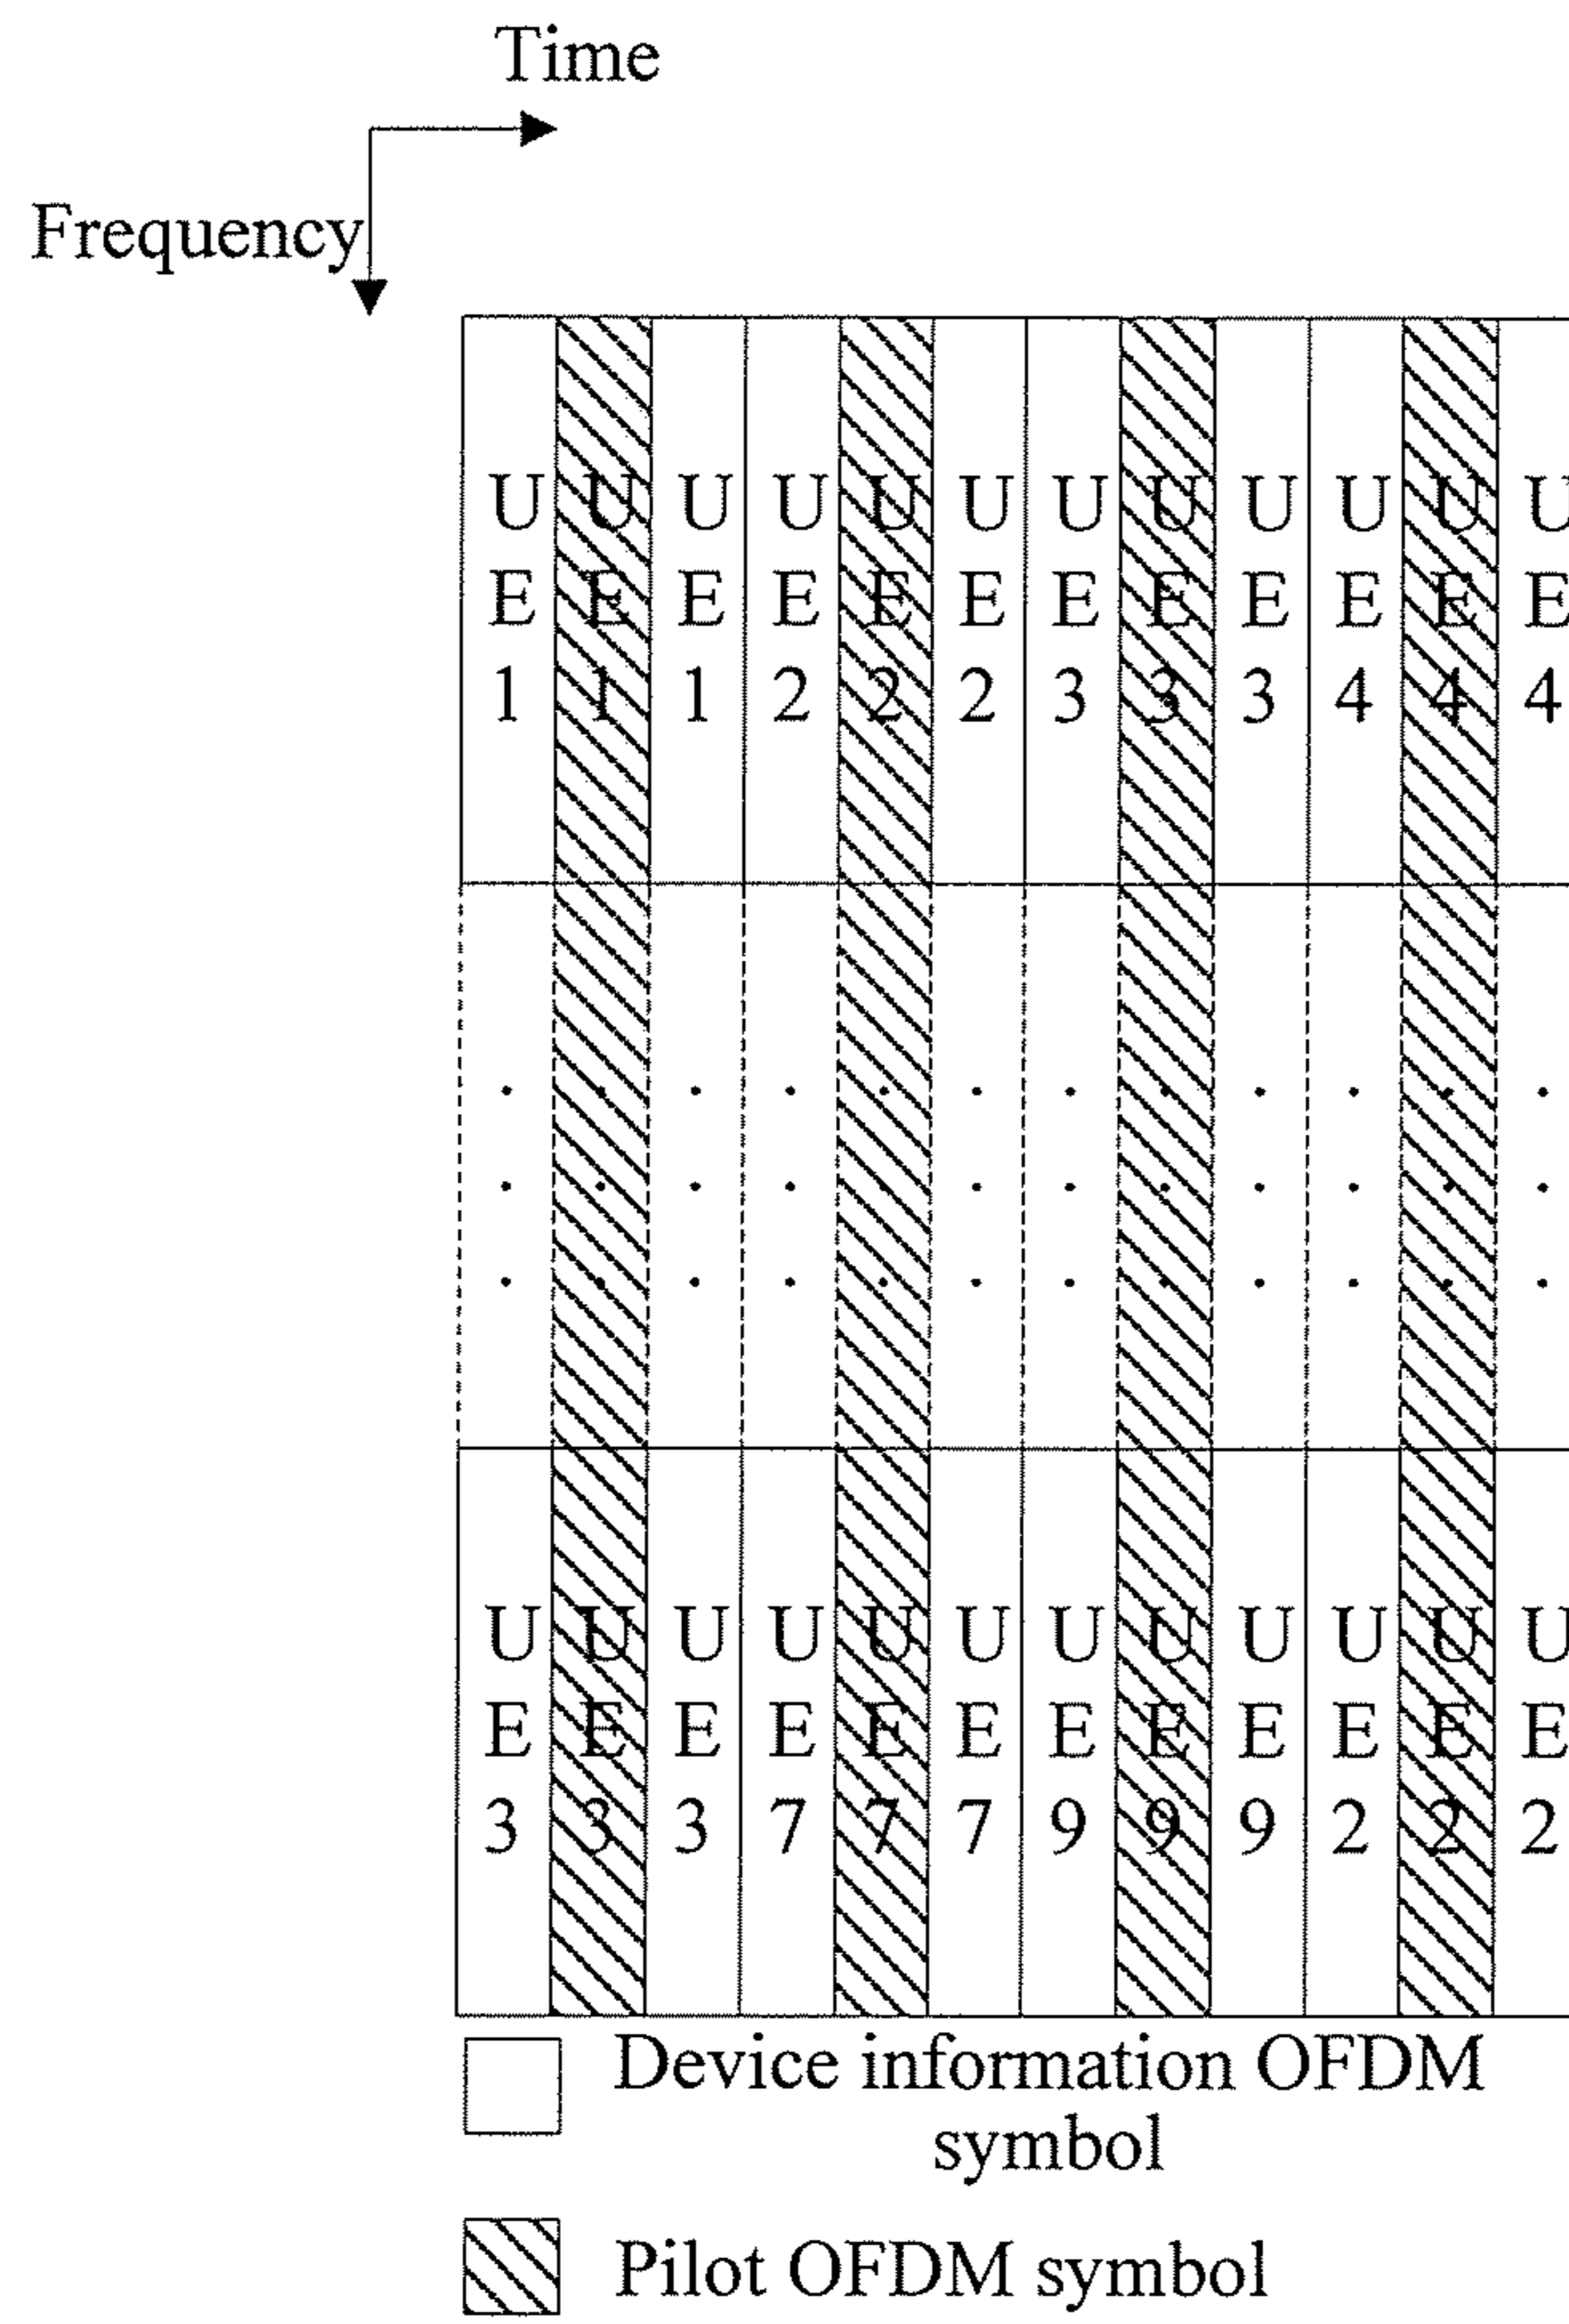 Time
Frequency
U U U U U U U U U U U U
E E E E E E E E E E E E
1 1 1 2 2 2 3 3 3 4 4 4
U U U U U U U U U U U U
E E E E E E E E E E E E
3 3 3 7 7 7 9 9 9 2 2 2
Device information OFDM
symbol
Pilot OFDM symbol